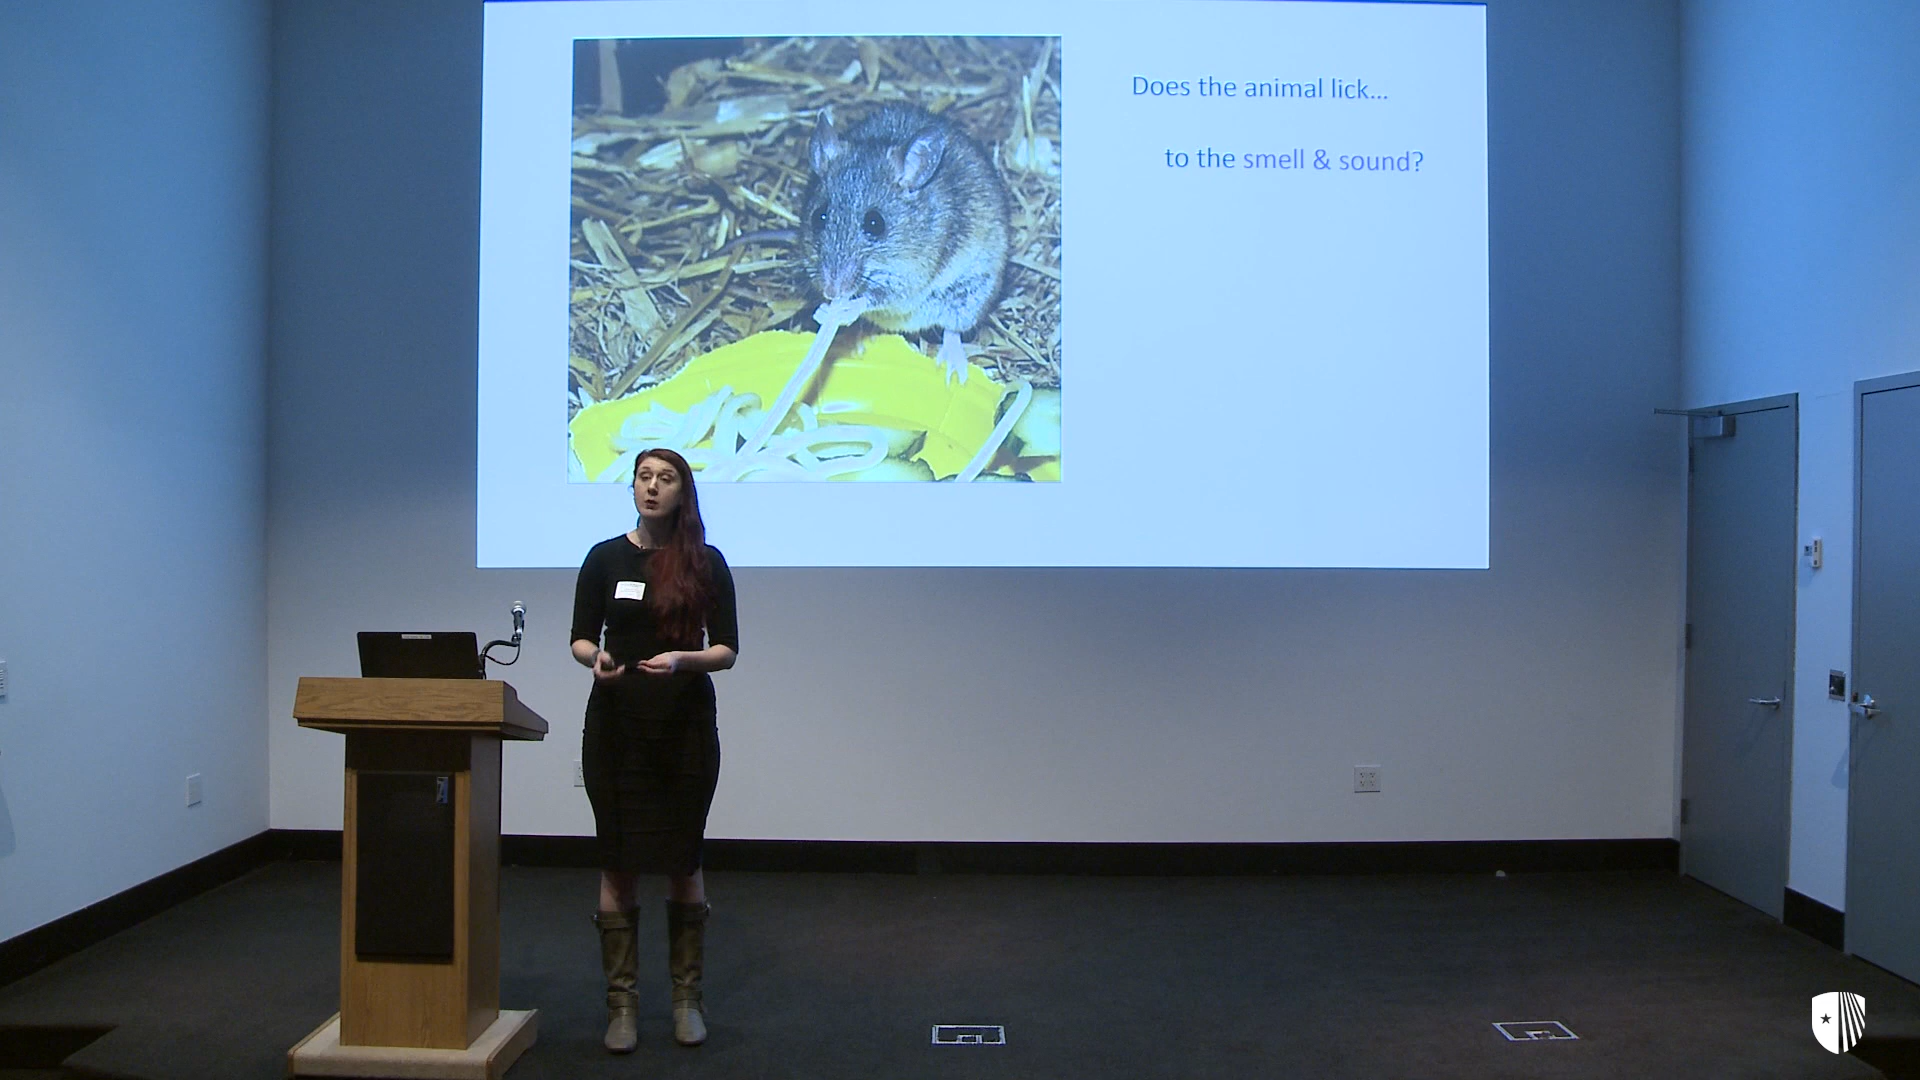 Does the animal lick...
to the smell & sound?